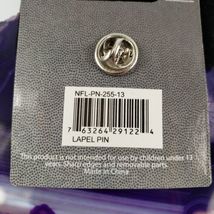 NFL-PN-255-13
7 63264 29122 4
LAPEL PIN
This product is not intended for use by children under 13
years. Sharp edges and removable parts.
Made in China